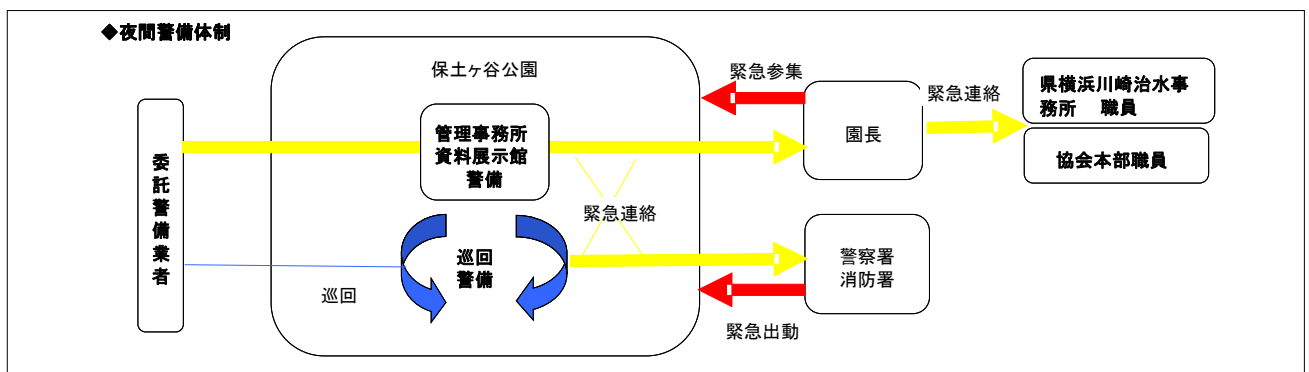 ◆夜間警備体制
保土ヶ谷公園
委託警備業者
管理事務所
資料展示館
警備
巡回
警備
巡回
緊急連絡
緊急参集
園長
緊急連絡
県横浜川崎治水事
務所 職員
協会本部職員
警察署
消防署
緊急出動